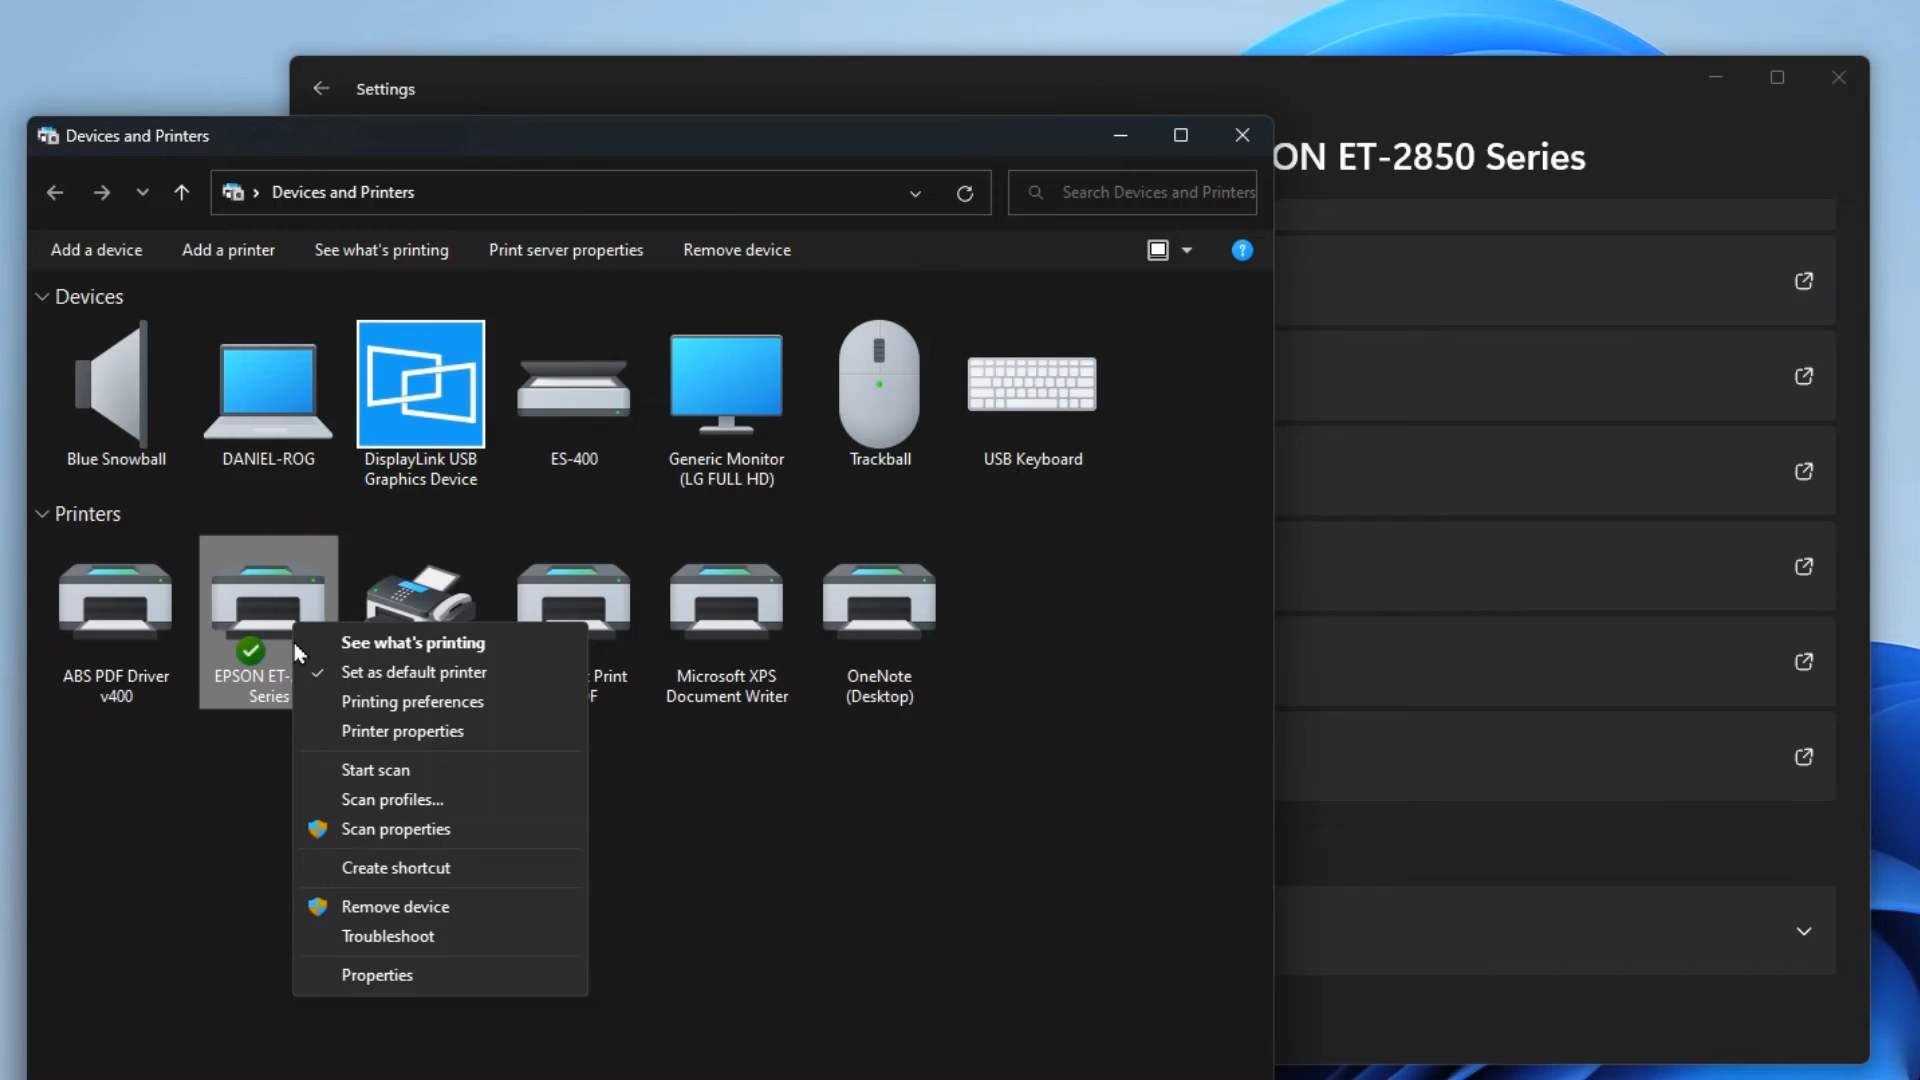 Settings
ON ET-2850 Series
Devices and Printers
Devices and Printers
Search Devices and Printers
Add a device
Add a printer
See what's printing
Print server properties
Remove device
Devices
Blue Snowball
DANIEL-ROG
DisplayLink USB
Graphics Device
ES-400
Generic Monitor
(LG FULL HD)
Trackball
USB Keyboard
Printers
ABS PDF Driver
v400
EPSON ET-
Series
Print
F
Microsoft XPS
Document Writer
OneNote
(Desktop)
See what's printing
Set as default printer
Printing preferences
Printer properties
Start scan
Scan profiles...
Scan properties
Create shortcut
Remove device
Troubleshoot
Properties